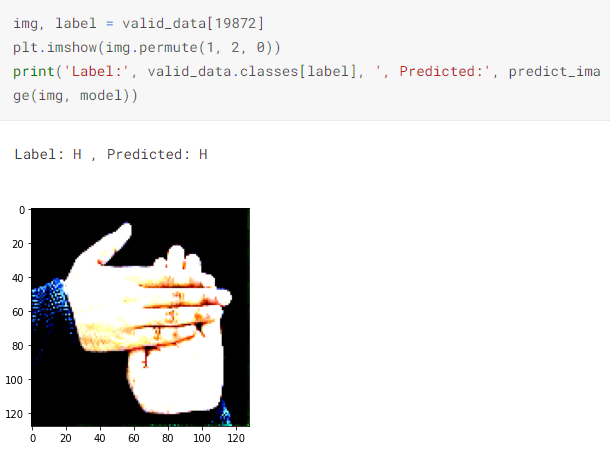 img, label = valid_data[19872]
plt.imshow(img.permute(1, 2, 0))
print('Label:', valid_data.classes[label], ', Predicted:', predict_ima
ge(img, model))
Label: H , Predicted: H
0
20
40
60
80
100
120
0 20 40 60 80 100 120